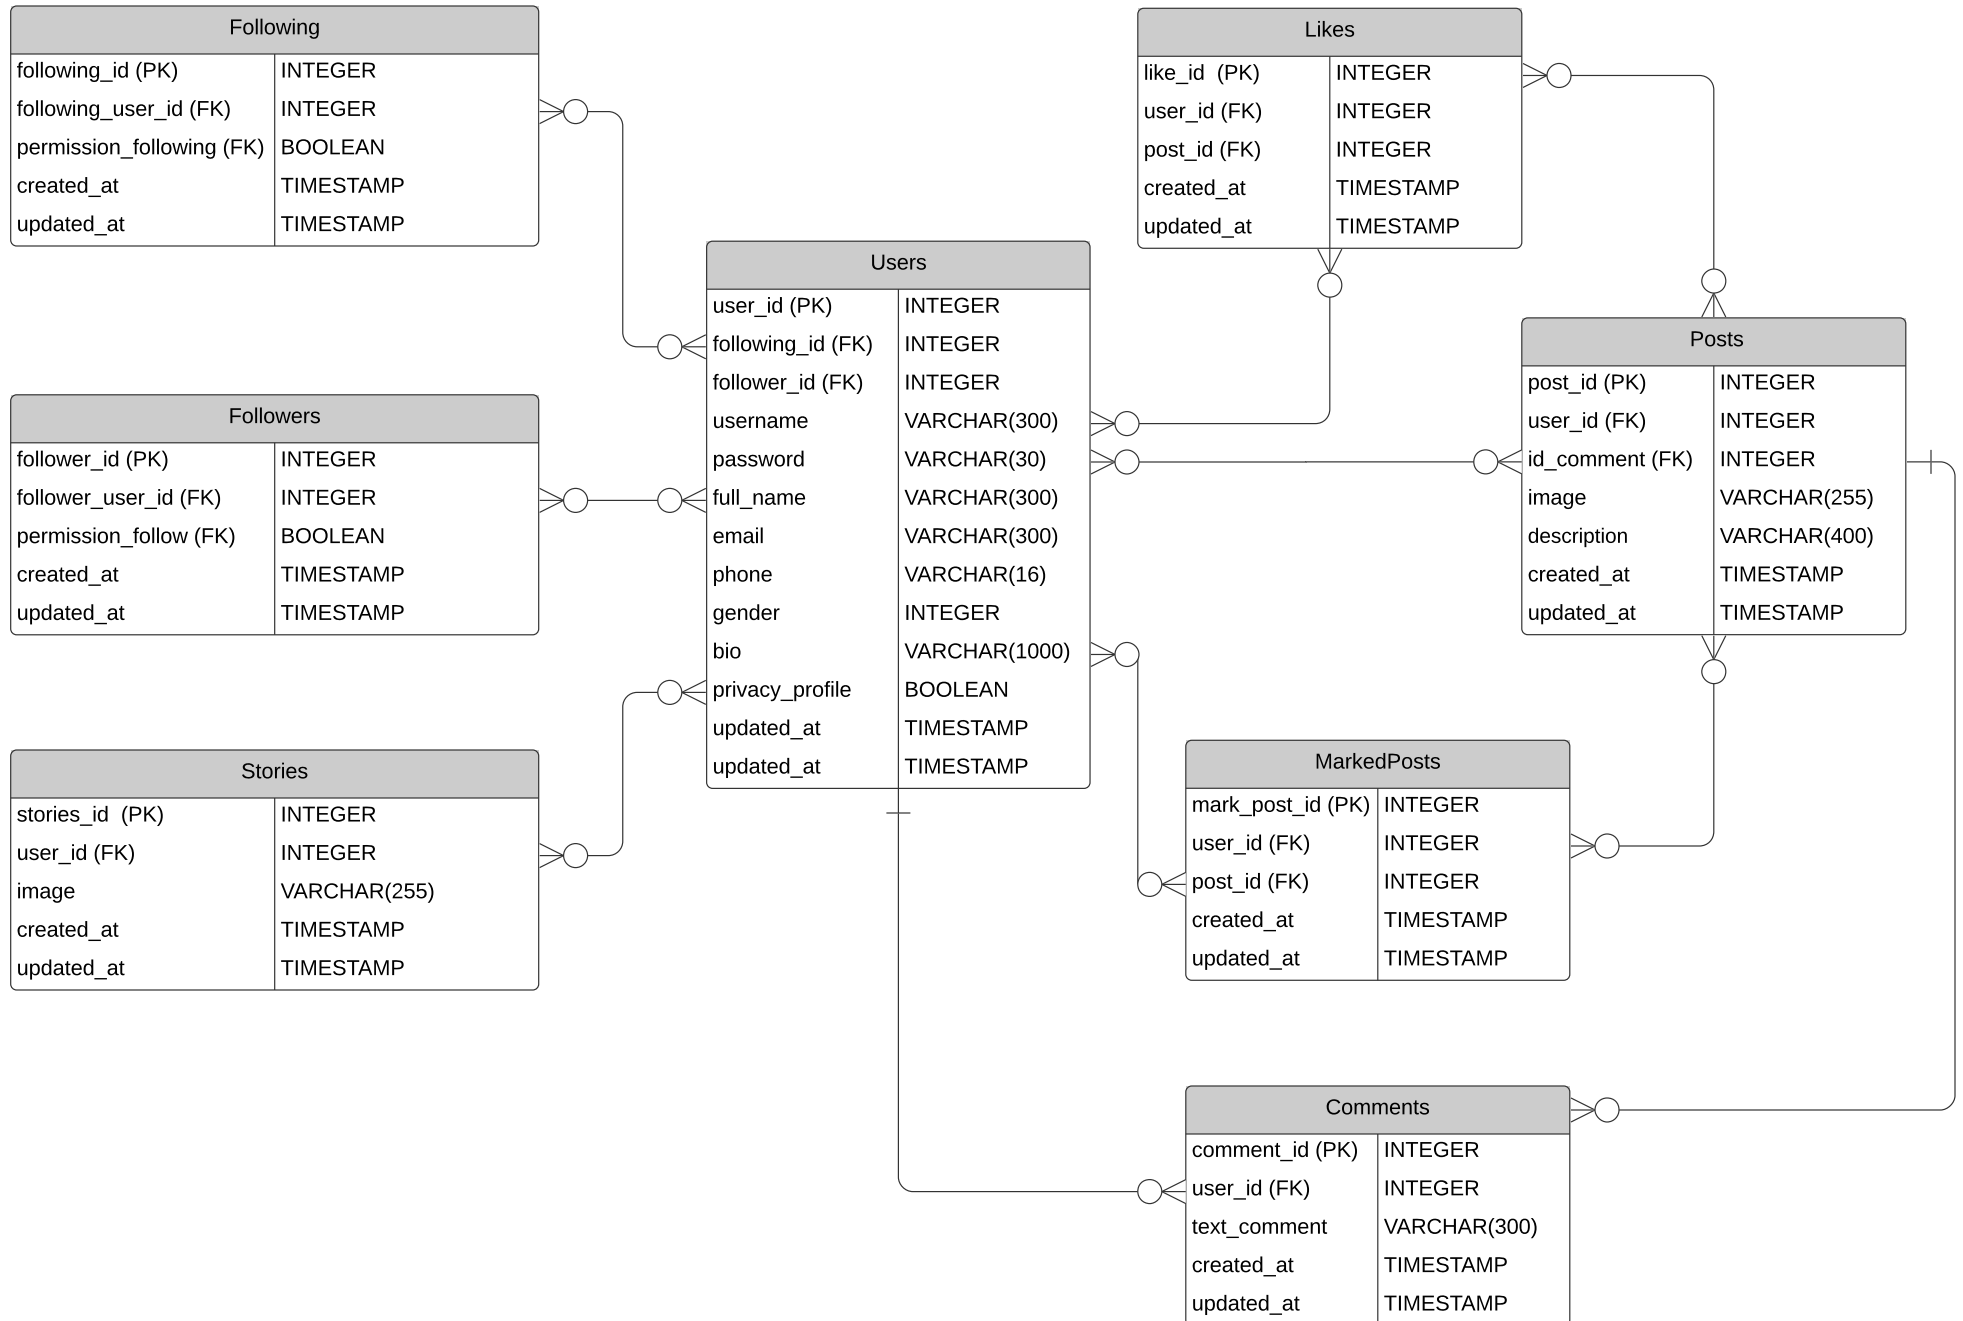 Following
following_id (PK) INTEGER
following_user_id (FK) INTEGER
permission_following (FK) BOOLEAN
created_at TIMESTAMP
updated_at TIMESTAMP
Followers
follower_id (PK) INTEGER
follower_user_id (FK) INTEGER
permission_follow (FK) BOOLEAN
created_at TIMESTAMP
updated_at TIMESTAMP
Stories
stories_id (PK) INTEGER
user_id (FK) INTEGER
image VARCHAR(255)
created_at TIMESTAMP
updated_at TIMESTAMP
Users
user_id (PK) INTEGER
following_id (FK) INTEGER
follower_id (FK) INTEGER
username VARCHAR(300)
password VARCHAR(30)
full_name VARCHAR(300)
email VARCHAR(300)
phone VARCHAR(16)
gender INTEGER
bio VARCHAR(1000)
privacy_profile BOOLEAN
updated_at TIMESTAMP
updated_at TIMESTAMP
Likes
like_id (PK) INTEGER
user_id (FK) INTEGER
post_id (FK) INTEGER
created_at TIMESTAMP
updated_at TIMESTAMP
Posts
post_id (PK) INTEGER
user_id (FK) INTEGER
id_comment (FK) INTEGER
image VARCHAR(255)
description VARCHAR(400)
created_at TIMESTAMP
updated_at TIMESTAMP
MarkedPosts
mark_post_id (PK) INTEGER
user_id (FK) INTEGER
post_id (FK) INTEGER
created_at TIMESTAMP
updated_at TIMESTAMP
Comments
comment_id (PK) INTEGER
user_id (FK) INTEGER
text_comment VARCHAR(300)
created_at TIMESTAMP
updated_at TIMESTAMP